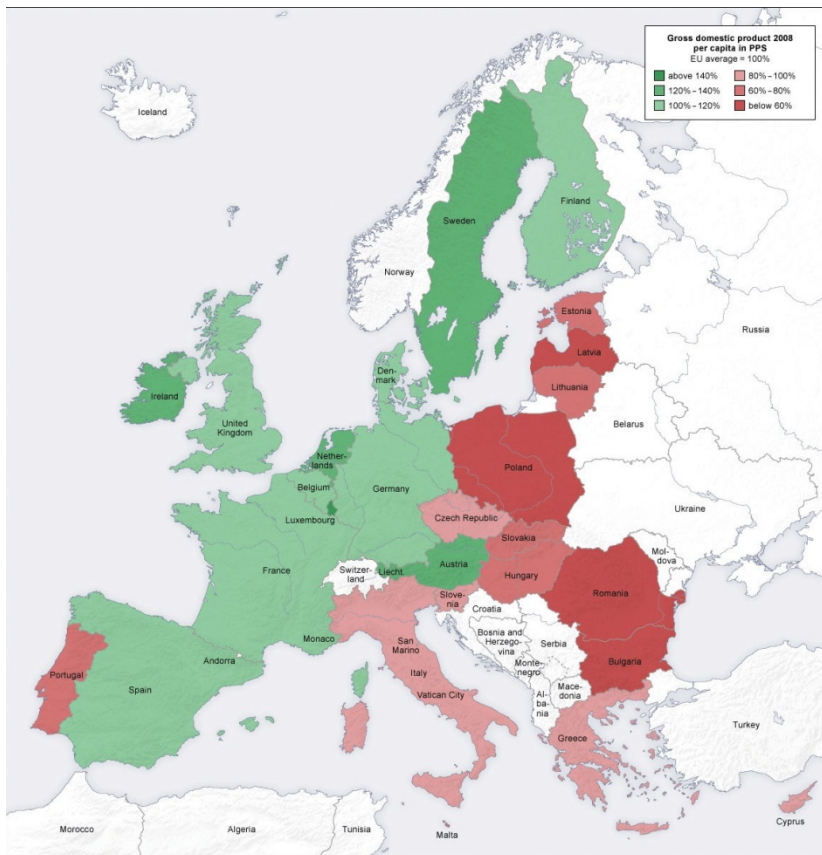 Gross domestic product 2008
per capita in PPS
EU average = 100%
above 140% 80%–100%
120%–140% 60%–80%
100%–120% below 60%
Iceland
Finland
Sweden
Norway
Estonia
Russia
Latvia
Den-
mark
Lithuania
Ireland
United
Kingdom
Belarus
Nether-
lands
Poland
Belgium
Germany
Ukraine
Czech Republic
Luxembourg
Slovakia
Mol-
dova
Austria
France
Switzer-
land
Liecht.
Hungary
Romania
Slove-
nia
Croatia
Bosnia and
Herzego-
vina
Serbia
Monaco
San
Marino
Andorra
Monte-
negro
Bulgaria
Portugal
Italy
Spain
Vatican City
Mace-
donia
Al-
ba-
nia
Turkey
Greece
Morocco
Algeria
Tunisia
Malta
Cyprus